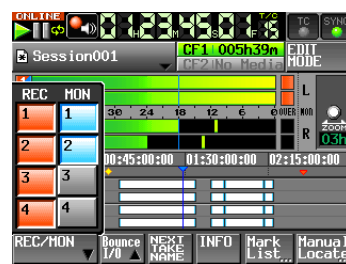 ONLINE
T/C
0H23M45S01F5
TC SYNC
Session001
CF1 005h39m
CF2 No Media
EDIT MODE
REC MON
L
30 24 18 12 6 0 OVER MON
R
ZOOM
03h
1 1
2 2
3 3
4 4
00:45:00:00 01:30:00:00 02:15:00:00
REC/MON
Bounce I/O
NEXT TAKE NAME
INFO
Mark List...
Manual Locate